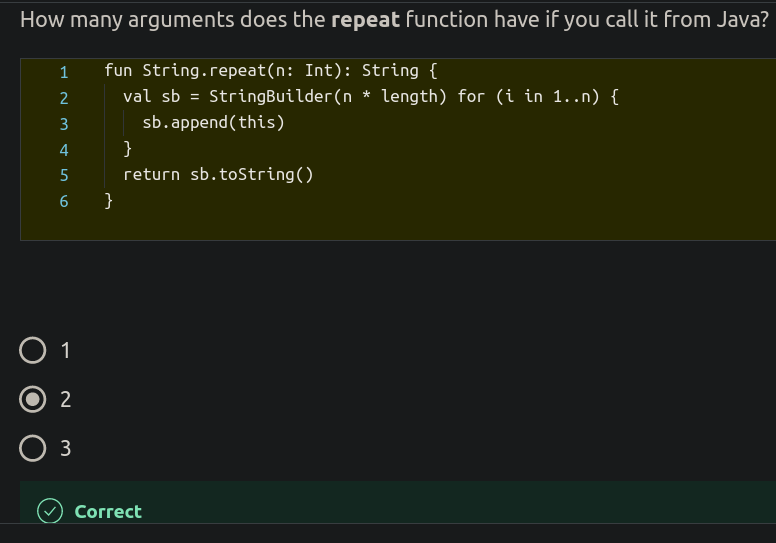 How many arguments does the repeat function have if you call it from Java?
1 fun String.repeat(n: Int): String {
2 val sb = StringBuilder(n * length) for (i in 1..n) {
3 sb.append(this)
4 }
5 return sb.toString()
6 }
1
2
3
Correct